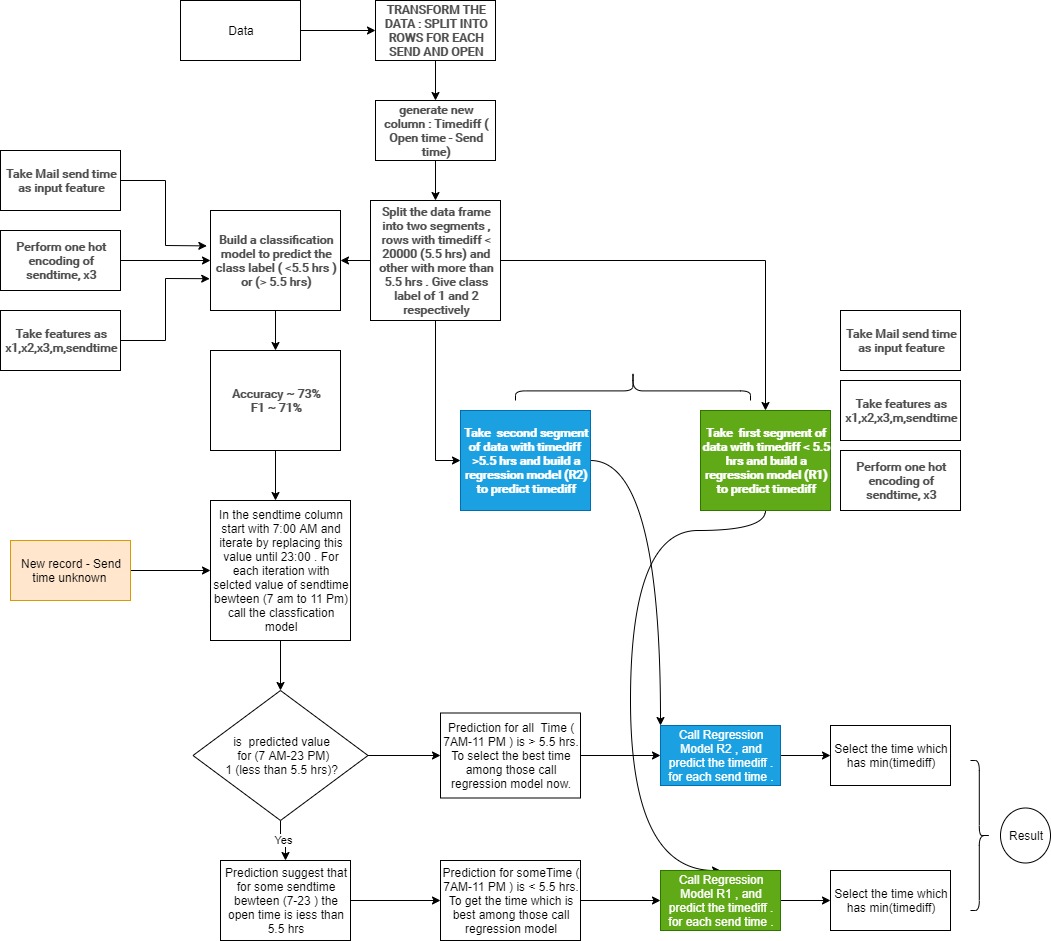 Data
TRANSFORM THE
DATA : SPLIT INTO
ROWS FOR EACH
SEND AND OPEN
generate new
column : Timediff (
Open time - Send
time)
Take Mail send time
as input feature
Perform one hot
encoding of
sendtime, x3
Take features as
x1,x2,x3,m,sendtime
Build a classification
model to predict the
class label ( <5.5 hrs )
or (> 5.5 hrs)
Split the data frame
into two segments ,
rows with timediff <
20000 (5.5 hrs) and
other with more than
5.5 hrs . Give class
label of 1 and 2
respectively
Accuracy ~ 73%
F1 ~ 71%
Take second segment
of data with timediff
>5.5 hrs and build a
regression model (R2)
to predict timediff
Take first segment of
data with timediff < 5.5
hrs and build a
regression model (R1)
to predict timediff
Take Mail send time
as input feature
Take features as
x1,x2,x3,m,sendtime
Perform one hot
encoding of
sendtime, x3
New record - Send
time unknown
In the sendtime column
start with 7:00 AM and
iterate by replacing this
value until 23:00 . For
each iteration with
selcted value of sendtime
bewteen (7 am to 11 Pm)
call the classfication
model
is predicted value
for (7 AM-23 PM)
1 (less than 5.5 hrs)?
Prediction for all Time (
7AM-11 PM ) is > 5.5 hrs.
To select the best time
among those call
regression model now.
Call Regression
Model R2 , and
predict the timediff .
for each send time .
Select the time which
has min(timediff)
Result
Yes
Prediction suggest that
for some sendtime
bewteen (7-23 ) the
open time is less than
5.5 hrs
Prediction for someTime (
7AM-11 PM ) is < 5.5 hrs.
To get the time which is
best among those call
regression model
Call Regression
Model R1 , and
predict the timediff .
for each send time .
Select the time which
has min(timediff)